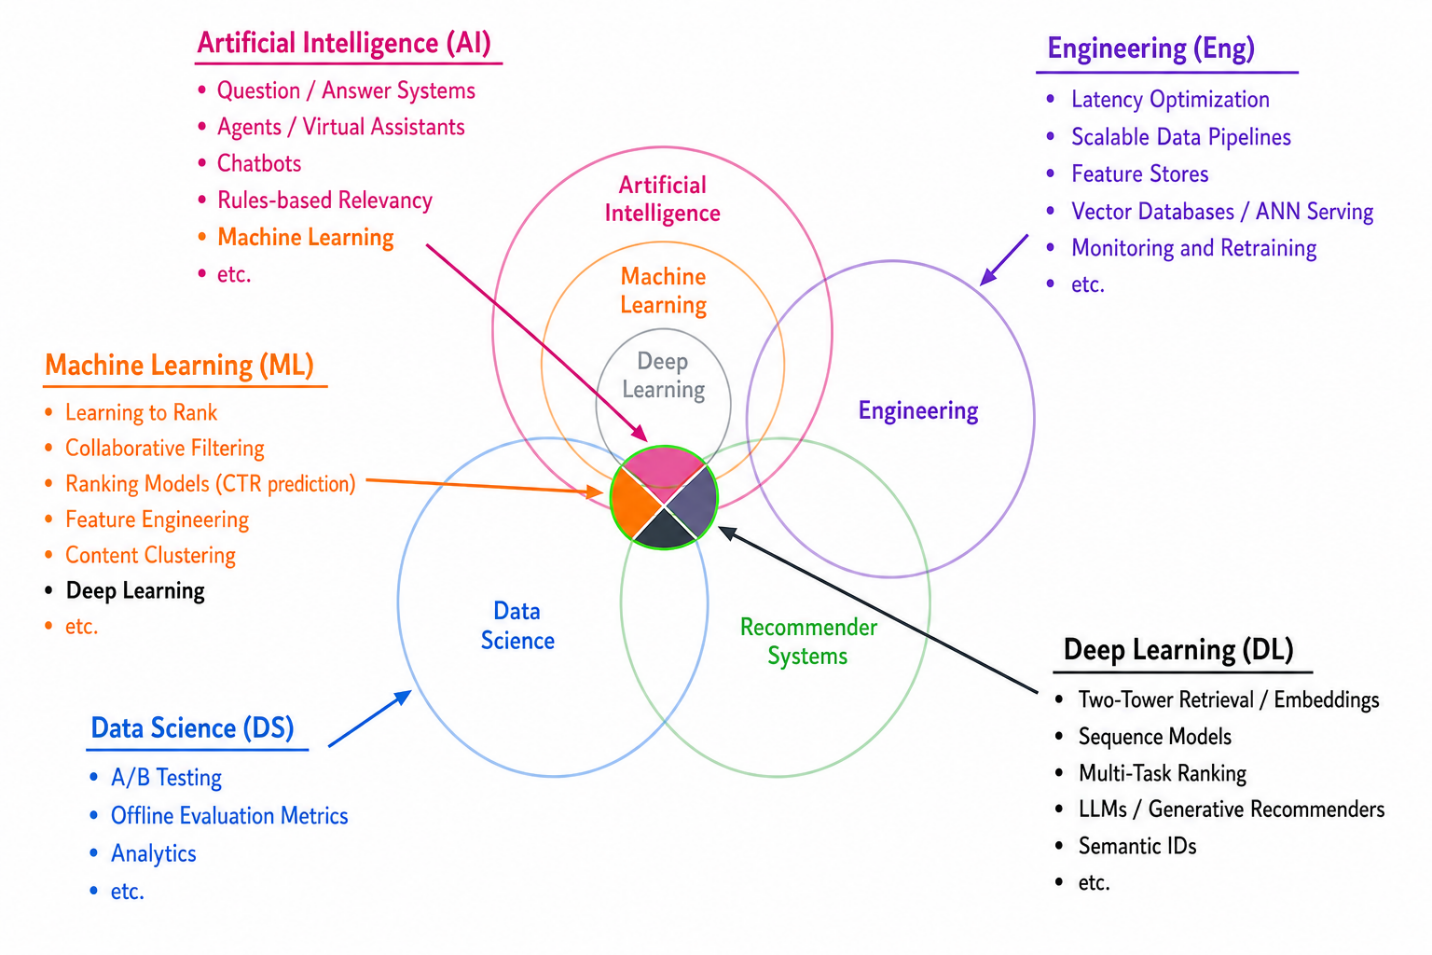 Artificial Intelligence (AI)
• Question / Answer Systems
• Agents / Virtual Assistants
• Chatbots
• Rules-based Relevancy
• Machine Learning
• etc.
Engineering (Eng)
• Latency Optimization
• Scalable Data Pipelines
• Feature Stores
• Vector Databases / ANN Serving
• Monitoring and Retraining
• etc.
Artificial
Intelligence
Machine
Learning
Deep
Learning
Engineering
Data
Science
Recommender
Systems
Machine Learning (ML)
• Learning to Rank
• Collaborative Filtering
• Ranking Models (CTR prediction)
• Feature Engineering
• Content Clustering
• Deep Learning
• etc.
Data Science (DS)
• A/B Testing
• Offline Evaluation Metrics
• Analytics
• etc.
Deep Learning (DL)
• Two-Tower Retrieval / Embeddings
• Sequence Models
• Multi-Task Ranking
• LLMs / Generative Recommenders
• Semantic IDs
• etc.